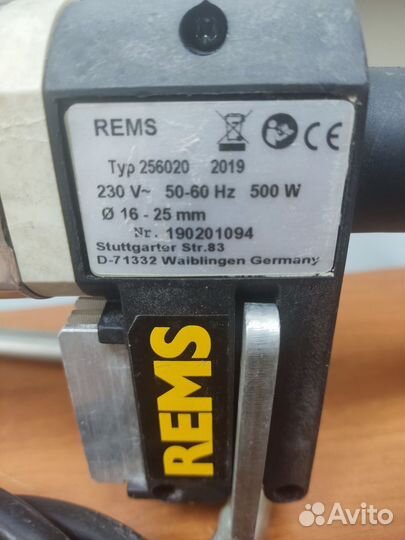 REMS
CE
Typ 256020 2019
230 V~ 50-60 Hz 500 W
Ø 16 - 25 mm
Nr. 190201094
Stuttgarter Str.83
D-71332 Waiblingen Germany
REMS
Avito